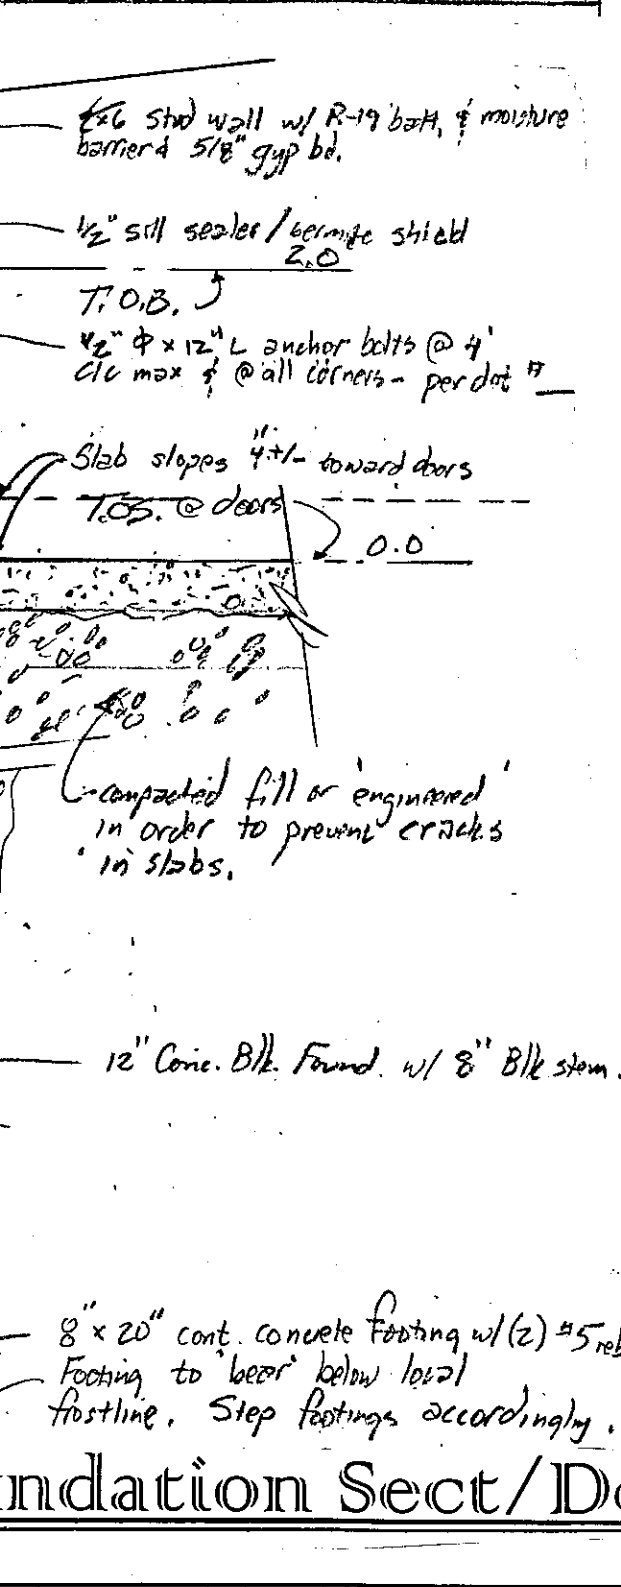 2x6 stud wall w/ R-19 batt, & moisture
barrier & 5/8" gyp bd.
1/2" sill sealer/termite shield
2.0
T.O.B.
1/2" Φ x 12" L anchor bolts @ 4'
c/c max & @ all corners - per det #
Slab slopes 4"+/- toward doors
T.O.S. @ doors
0.0
compacted fill or 'engineered'
in order to prevent cracks
in slabs.
12" Conc. Blk. Found. w/ 8" Blk stem.
8" x 20" cont. concrete footing w/(2) #5 reb
Footing to 'bear' below local
frostline. Step footings accordingly.
ndation Sect/De